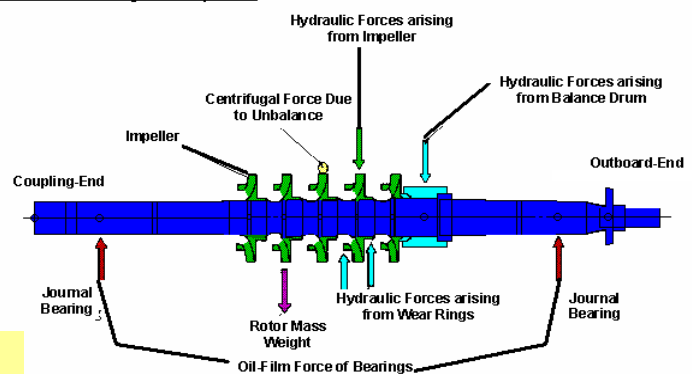 Hydraulic Forces arising
from Impeller
Hydraulic Forces arising
from Balance Drum
Centrifugal Force Due
to Unbalance
Impeller
Outboard-End
Coupling-End
Journal
Bearing
Hydraulic Forces arising
from Wear Rings
Journal
Bearing
Rotor Mass
Weight
Oil-Film Force of Bearings